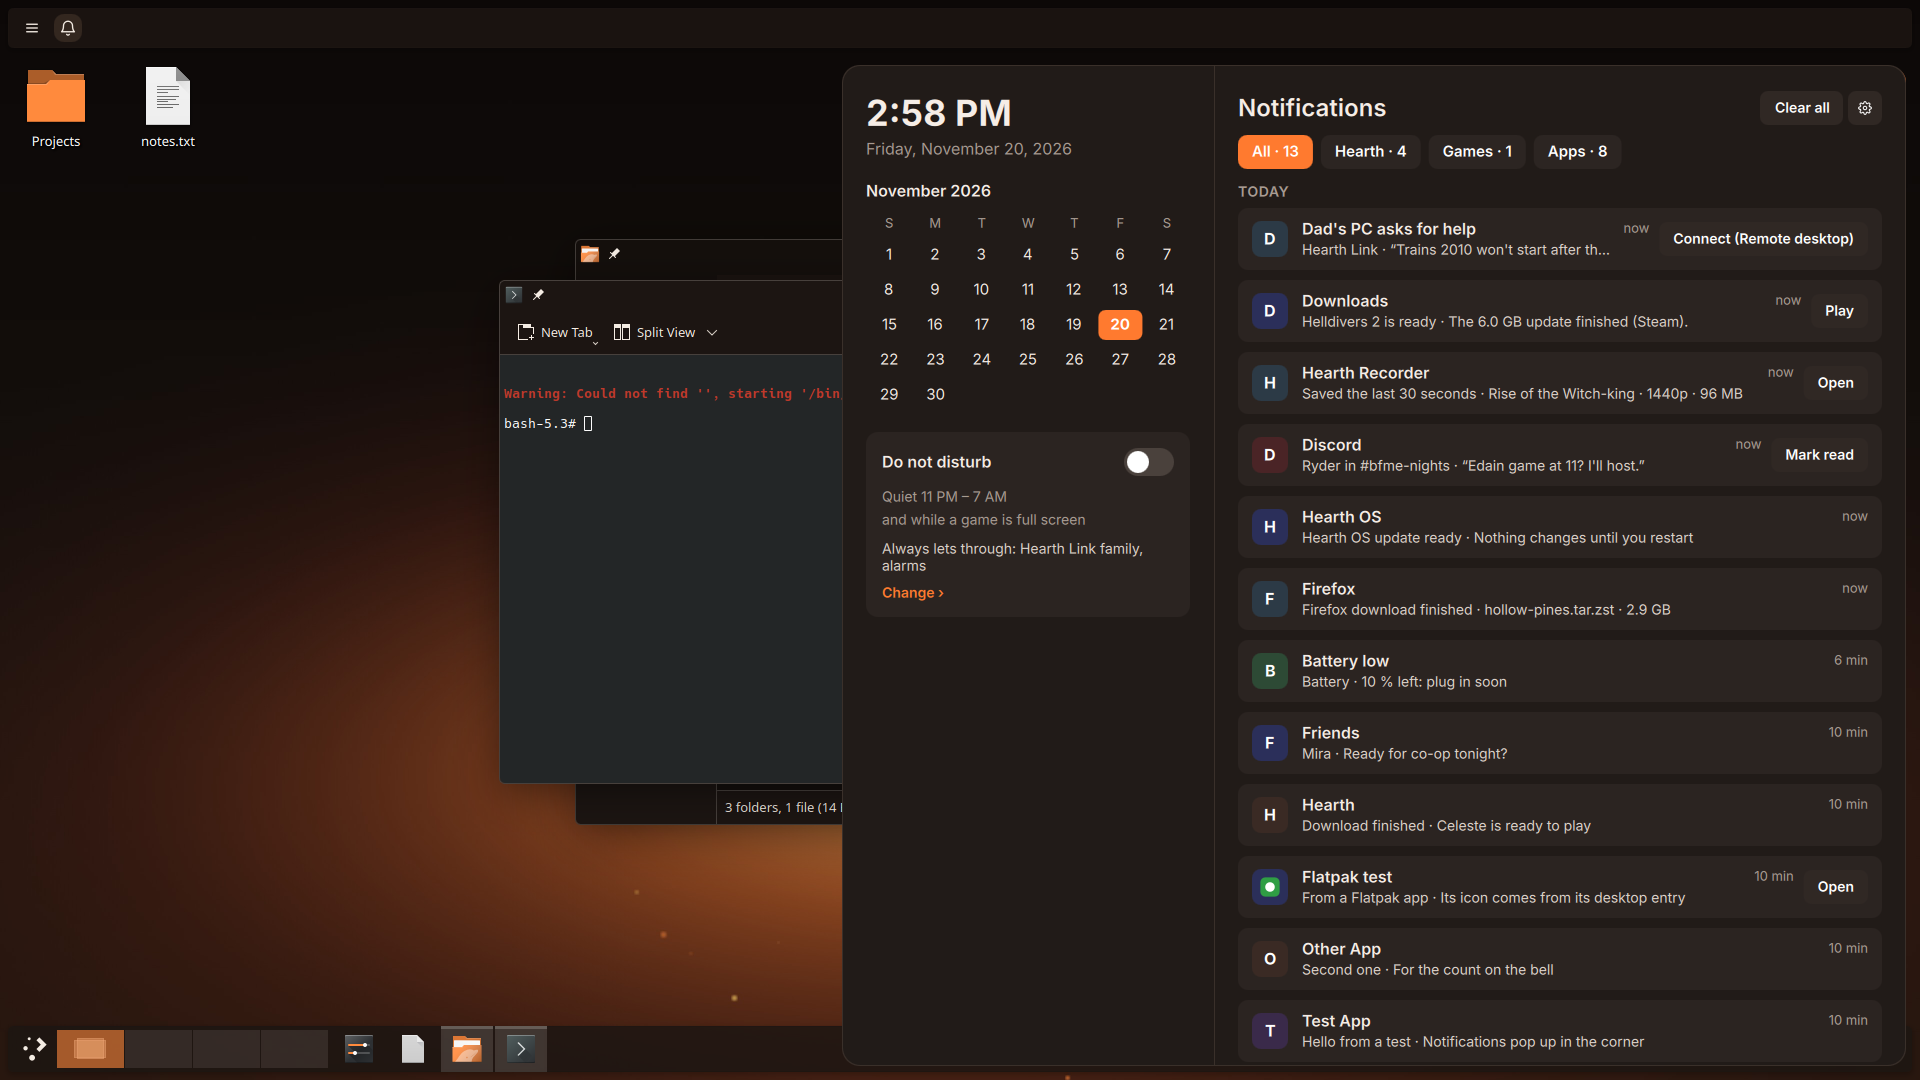 Projects
notes.txt
New Tab
Split View
Warning: Could not find '', starting '/bin
bash-5.3#
3 folders, 1 file (14
2:58 PM
Friday, November 20, 2026
November 2026
S M T W T F S
1 2 3 4 5 6 7
8 9 10 11 12 13 14
15 16 17 18 19 20 21
22 23 24 25 26 27 28
29 30
Do not disturb
Quiet 11 PM – 7 AM
and while a game is full screen
Always lets through: Hearth Link family,
alarms
Change ›
Notifications
Clear all
All · 13 Hearth · 4 Games · 1 Apps · 8
TODAY
D
Dad's PC asks for help
Hearth Link · “Trains 2010 won't start after th...
now
Connect (Remote desktop)
D
Downloads
Helldivers 2 is ready · The 6.0 GB update finished (Steam).
now
Play
H
Hearth Recorder
Saved the last 30 seconds · Rise of the Witch-king · 1440p · 96 MB
now
Open
D
Discord
Ryder in #bfme-nights · “Edain game at 11? I'll host.”
now
Mark read
H
Hearth OS
Hearth OS update ready · Nothing changes until you restart
now
F
Firefox
Firefox download finished · hollow-pines.tar.zst · 2.9 GB
now
B
Battery low
Battery · 10 % left: plug in soon
6 min
F
Friends
Mira · Ready for co-op tonight?
10 min
H
Hearth
Download finished · Celeste is ready to play
10 min
Flatpak test
From a Flatpak app · Its icon comes from its desktop entry
10 min
Open
O
Other App
Second one · For the count on the bell
10 min
T
Test App
Hello from a test · Notifications pop up in the corner
10 min